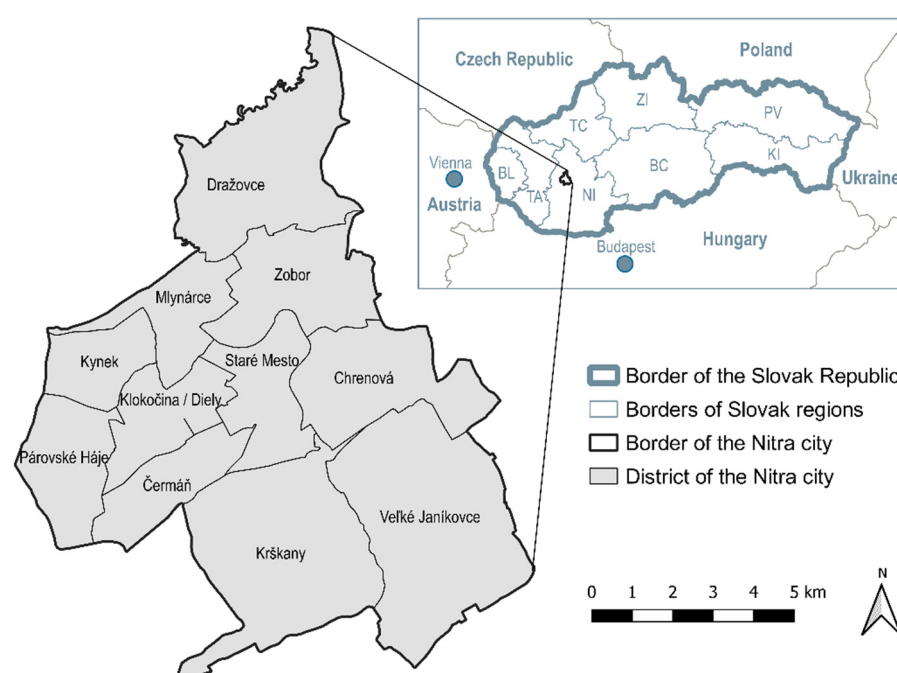 Dražovce
Zobor
Mlynárce
Staré Mesto
Kynek
Chrenová
Klokočina / Diely
Párovské Háje
Čermáň
Veľké Janíkovce
Krškany
Czech Republic
Poland
ZI
TC
PV
KI
Vienna
BL
BC
Ukraine
TA
NI
Austria
Budapest
Hungary
Border of the Slovak Republic
Borders of Slovak regions
Border of the Nitra city
District of the Nitra city
0 1 2 3 4 5 km
N